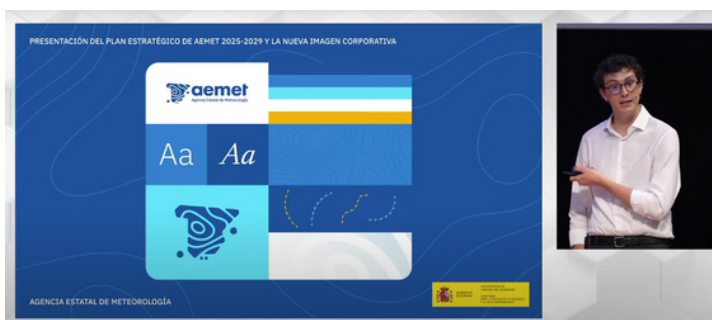 PRESENTACIÓN DEL PLAN ESTRATÉGICO DE AEMET 2025-2029 Y LA NUEVA IMAGEN CORPORATIVA
aemet
Agencia Estatal de Meteorología
Aa Aa
AGENCIA ESTATAL DE METEOROLOGÍA
GOBIERNO
DE ESPAÑA